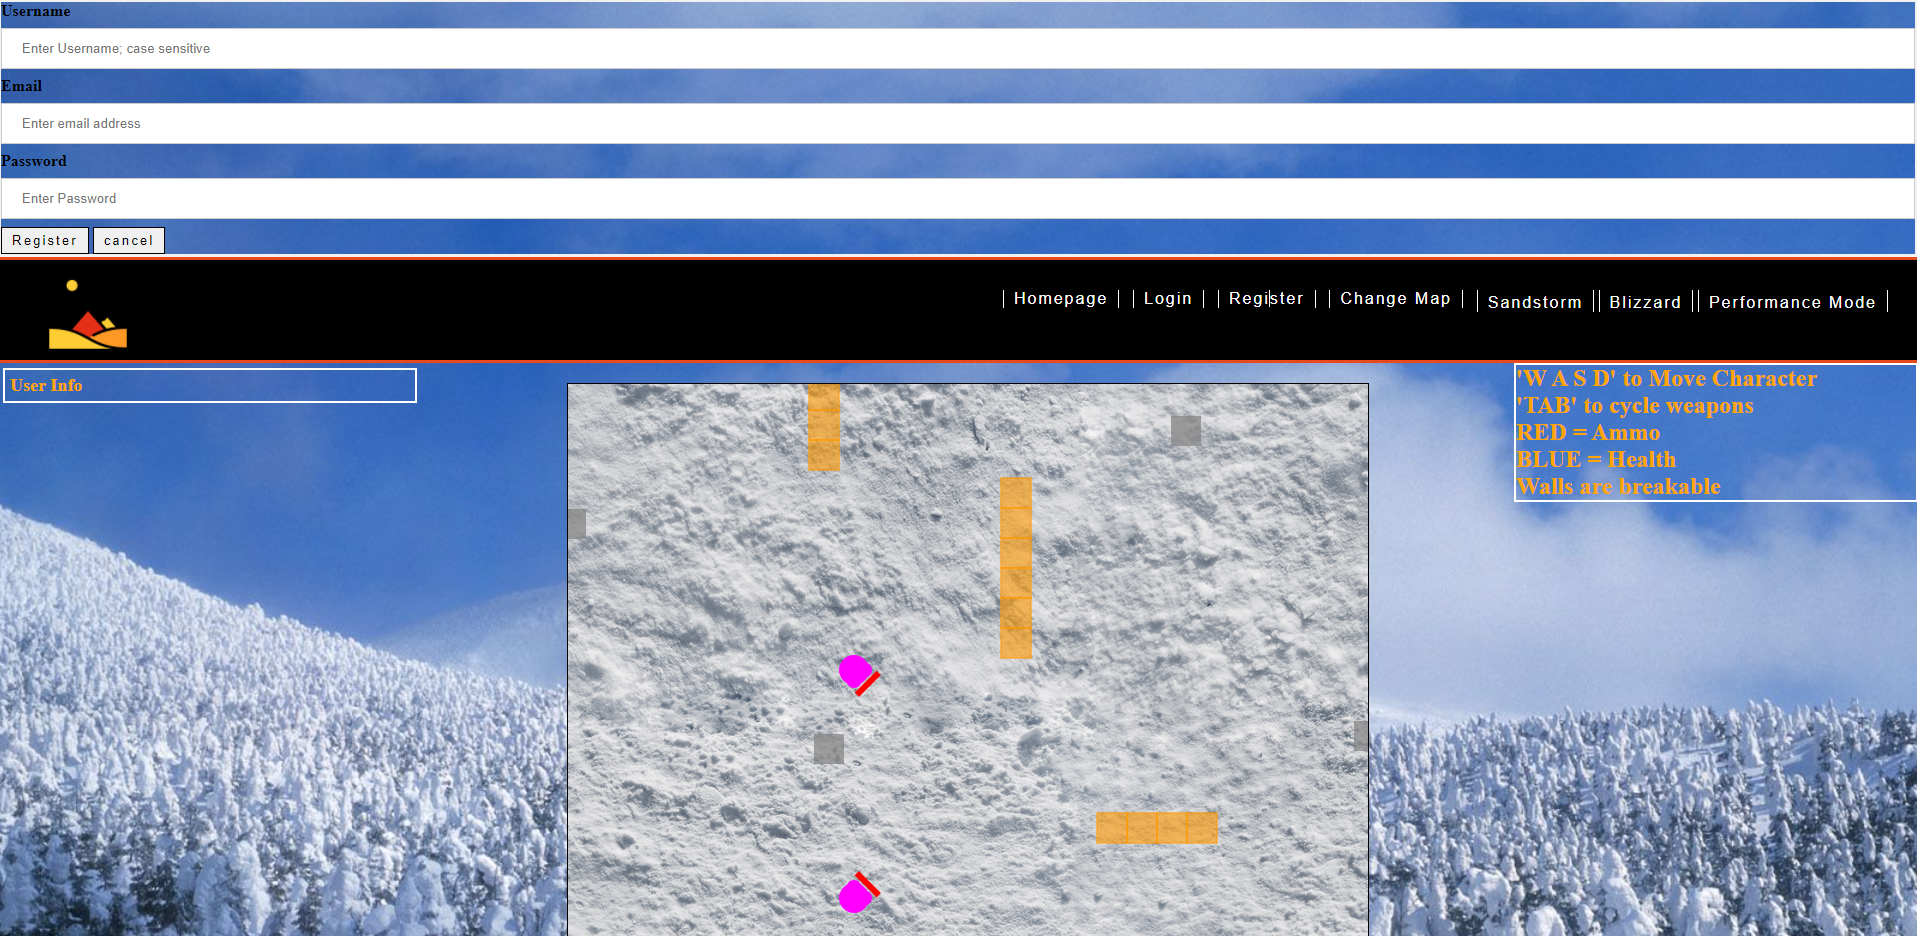 Username
Enter Username; case sensitive
Email
Enter email address
Password
Enter Password
Register cancel
Homepage Login Register Change Map Sandstorm Blizzard Performance Mode
User Info
'W A S D' to Move Character
'TAB' to cycle weapons
RED = Ammo
BLUE = Health
Walls are breakable